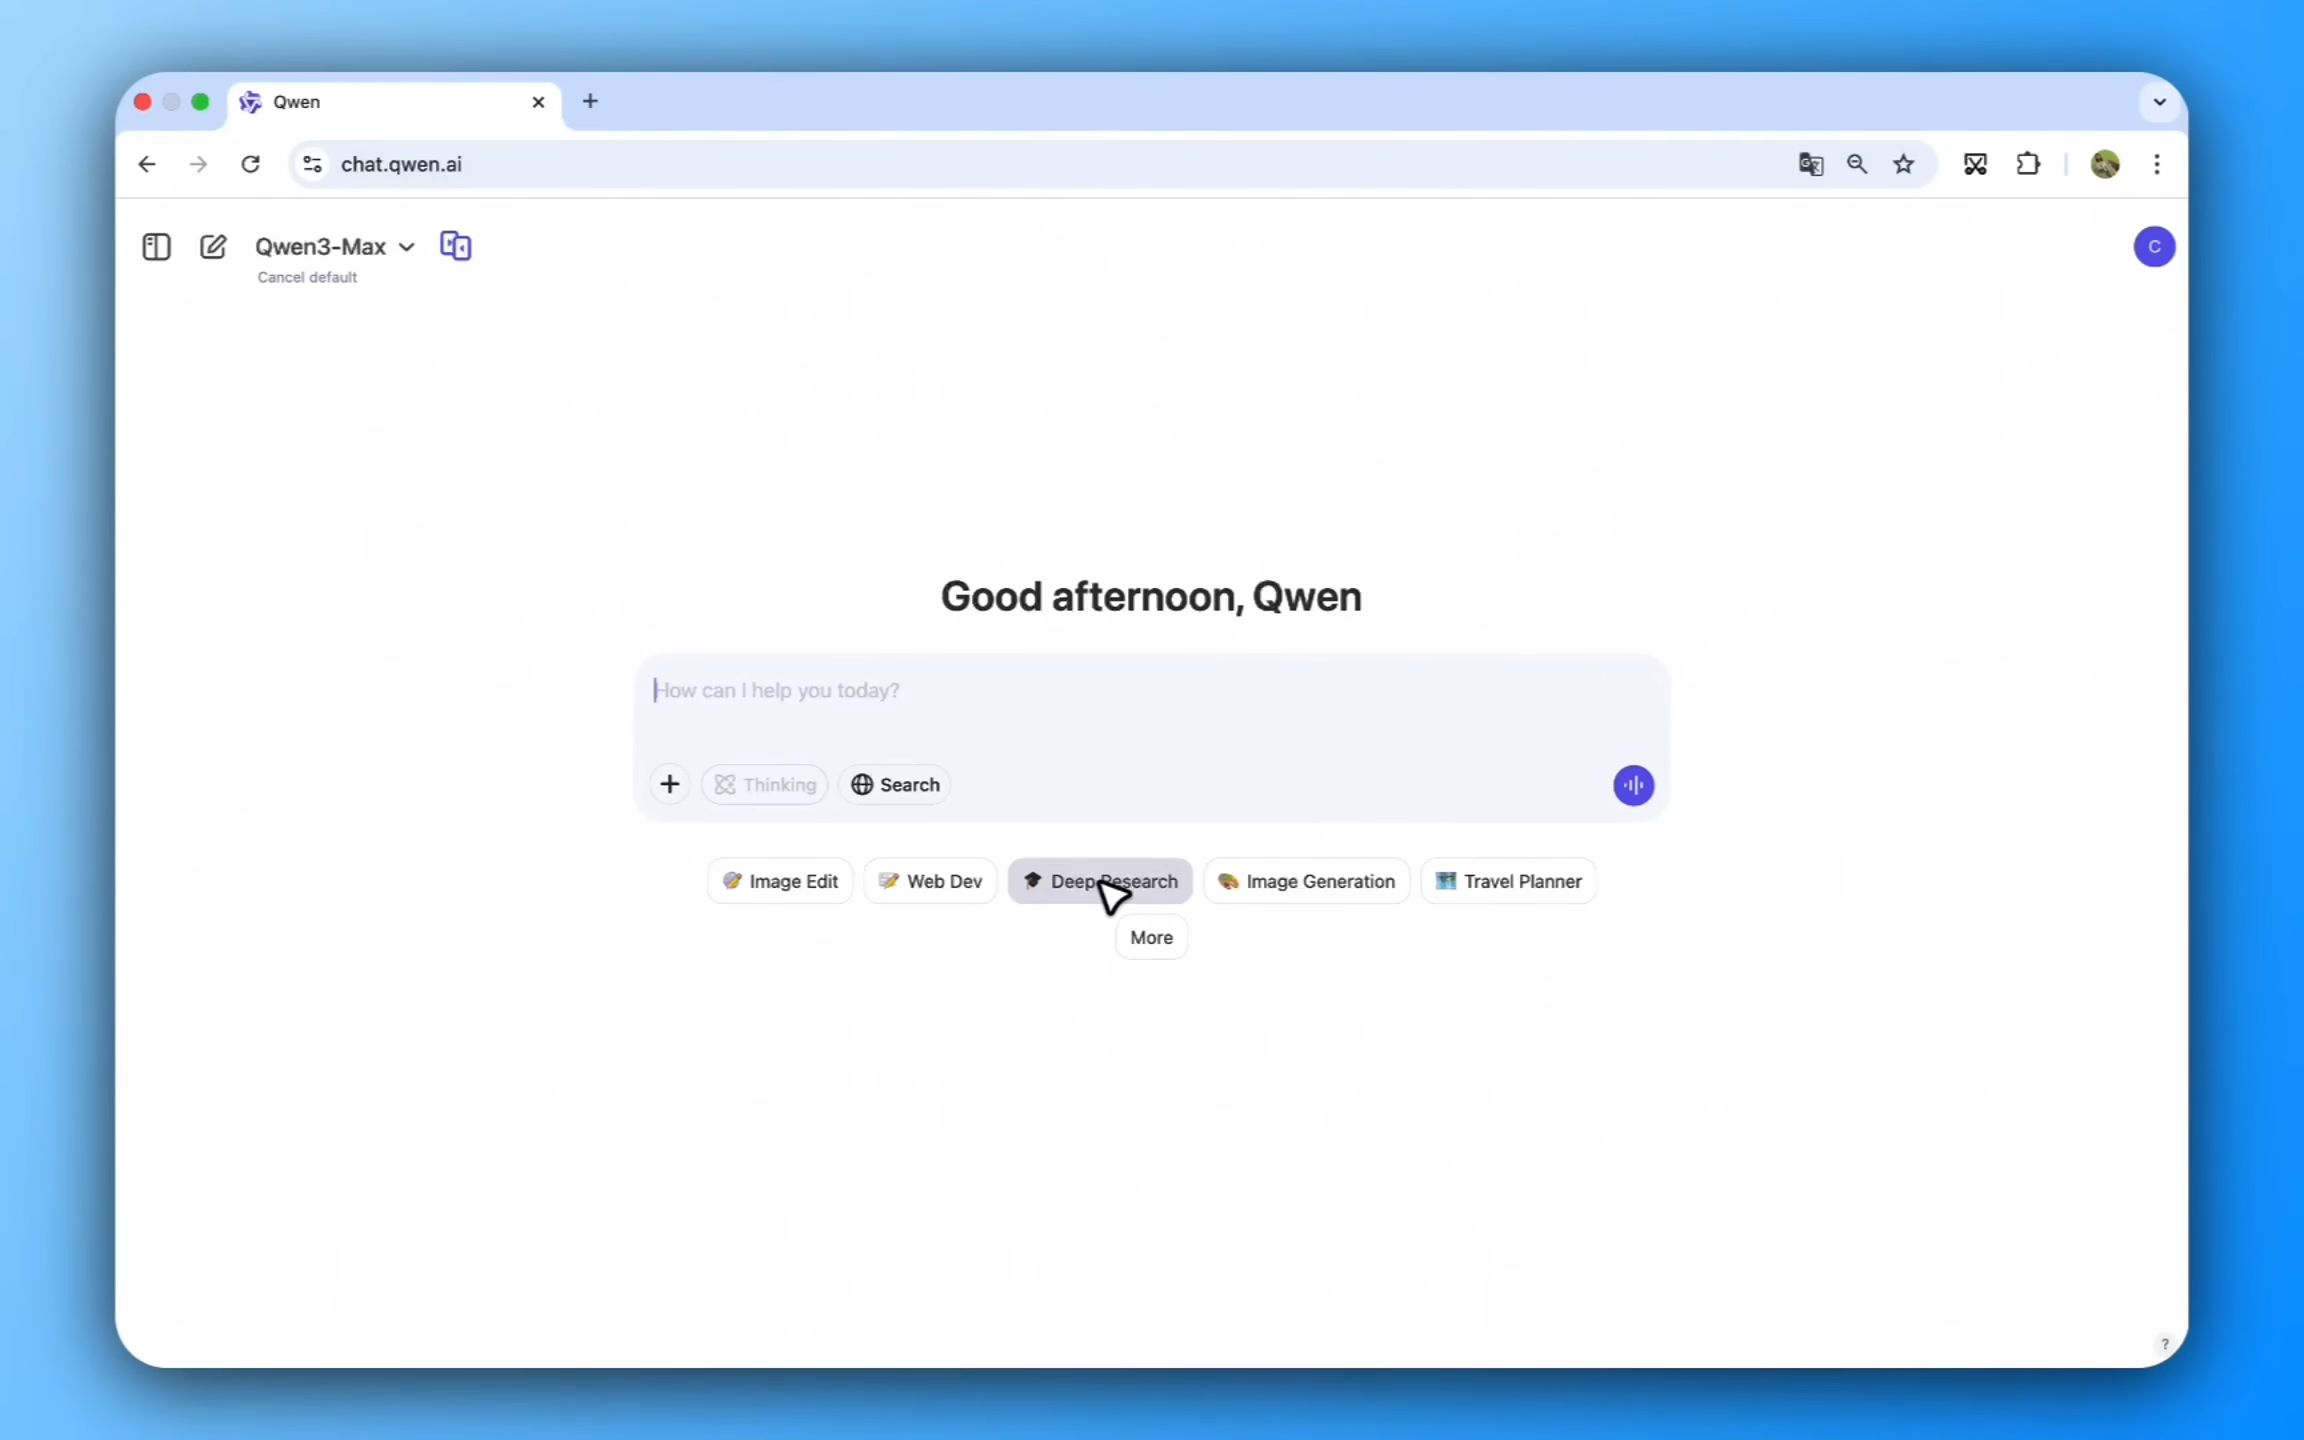 Qwen
chat.qwen.ai
Qwen3-Max
Cancel default
C
Good afternoon, Qwen
How can I help you today?
Thinking Search
Image Edit Web Dev Deep Research Image Generation Travel Planner
More
?